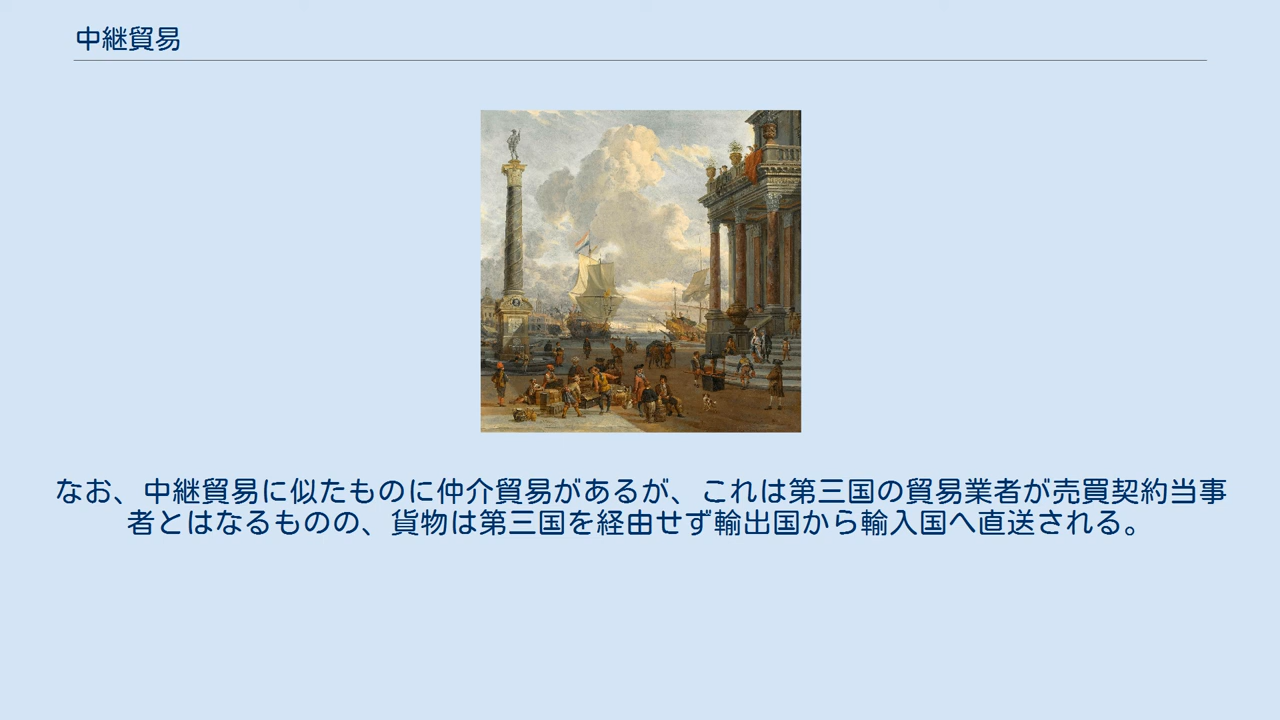 中継貿易
なお、中継貿易に似たものに仲介貿易があるが、これは第三国の貿易業者が売買契約当事
者とはなるものの、貨物は第三国を経由せず輸出国から輸入国へ直送される。